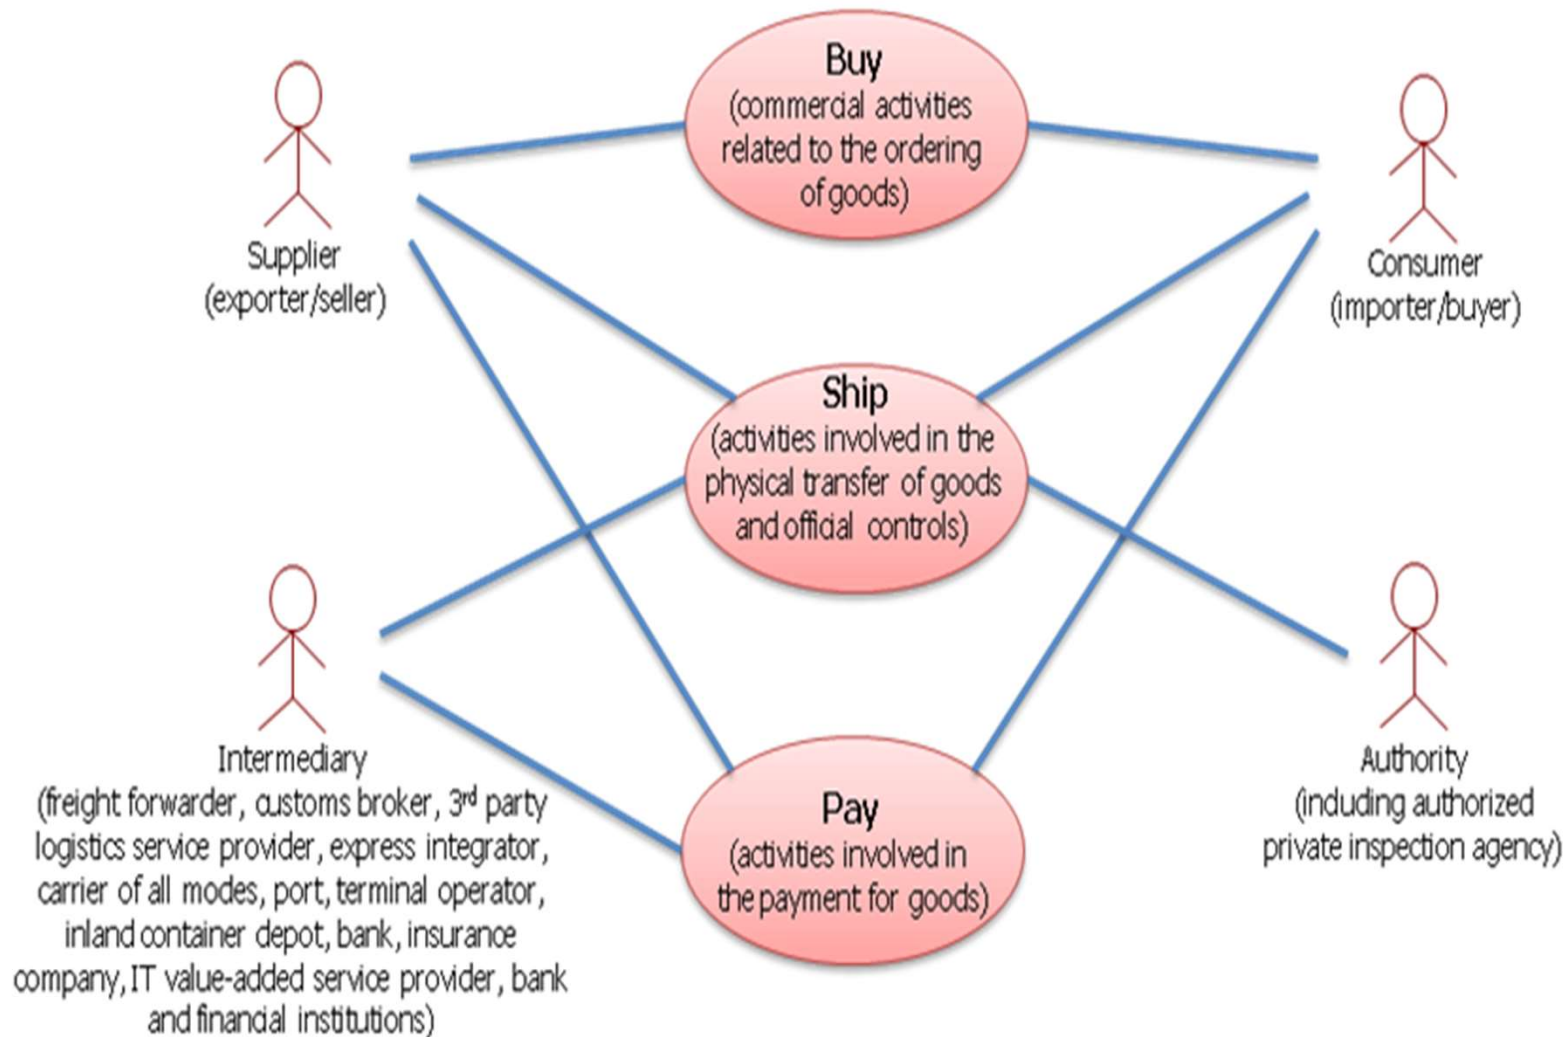 Buy
(commercial activities
related to the ordering
of goods)
Supplier
(exporter/seller)
Consumer
(importer/buyer)
Ship
(activities involved in the
physical transfer of goods
and official controls)
Intermediary
(freight forwarder, customs broker, 3rd party
logistics service provider, express integrator,
carrier of all modes, port, terminal operator,
inland container depot, bank, insurance
company, IT value-added service provider, bank
and financial institutions)
Authority
(including authorized
private inspection agency)
Pay
(activities involved in
the payment for goods)